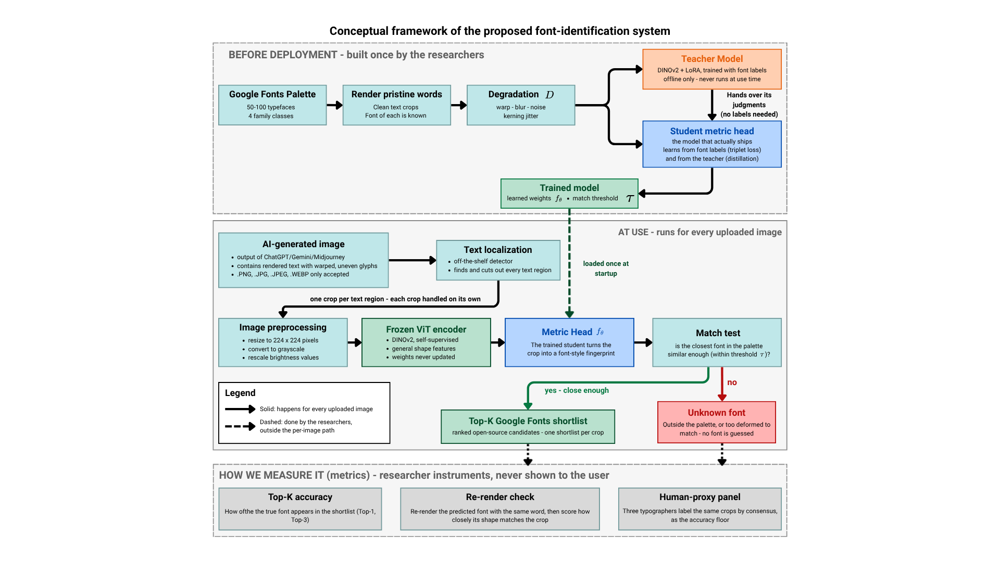 Conceptual framework of the proposed font-identification system
BEFORE DEPLOYMENT - built once by the researchers
Google Fonts Palette
50-100 typefaces
4 family classes
Render pristine words
Clean text crops
Font of each is known
Degradation D
warp - blur - noise
kerning jitter
Teacher Model
DINOv2 + LoRA, trained with font labels
offline only - never runs at use time
Hands over its
judgments
(no labels needed)
Student metric head
the model that actually ships
learns from font labels (triplet loss)
and from the teacher (distillation)
Trained model
learned weights fθ • match threshold τ
AT USE - runs for every uploaded image
AI-generated image
• output of ChatGPT/Gemini/Midjourney
• contains rendered text with warped, uneven glyphs
• .PNG, .JPG, .JPEG, .WEBP only accepted
Text localization
• off-the-shelf detector
• finds and cuts out every text region
loaded once at
startup
one crop per text region - each crop handled on its own
Image preprocessing
• resize to 224 x 224 pixels
• convert to grayscale
• rescale brightness values
Frozen ViT encoder
• DINOv2, self-supervised
• general shape features
• weights never updated
Metric Head fθ
The trained student turns the
crop into a font-style fingerprint
Match test
is the closest font in the palette
similar enough (within threshold τ)?
yes - close enough
no
Legend
Solid: happens for every uploaded image
Dashed: done by the researchers,
outside the per-image path
Top-K Google Fonts shortlist
ranked open-source candidates - one shortlist per crop
Unknown font
Outside the palette, or too deformed to
match - no font is guessed
HOW WE MEASURE IT (metrics) - researcher instruments, never shown to the user
Top-K accuracy
How ofthe the true font appears in the shortlist (Top-1,
Top-3)
Re-render check
Re-render the predicted font with the same word, then score how
closely its shape matches the crop
Human-proxy panel
Three typographers label the same crops by consensus,
as the accuracy floor